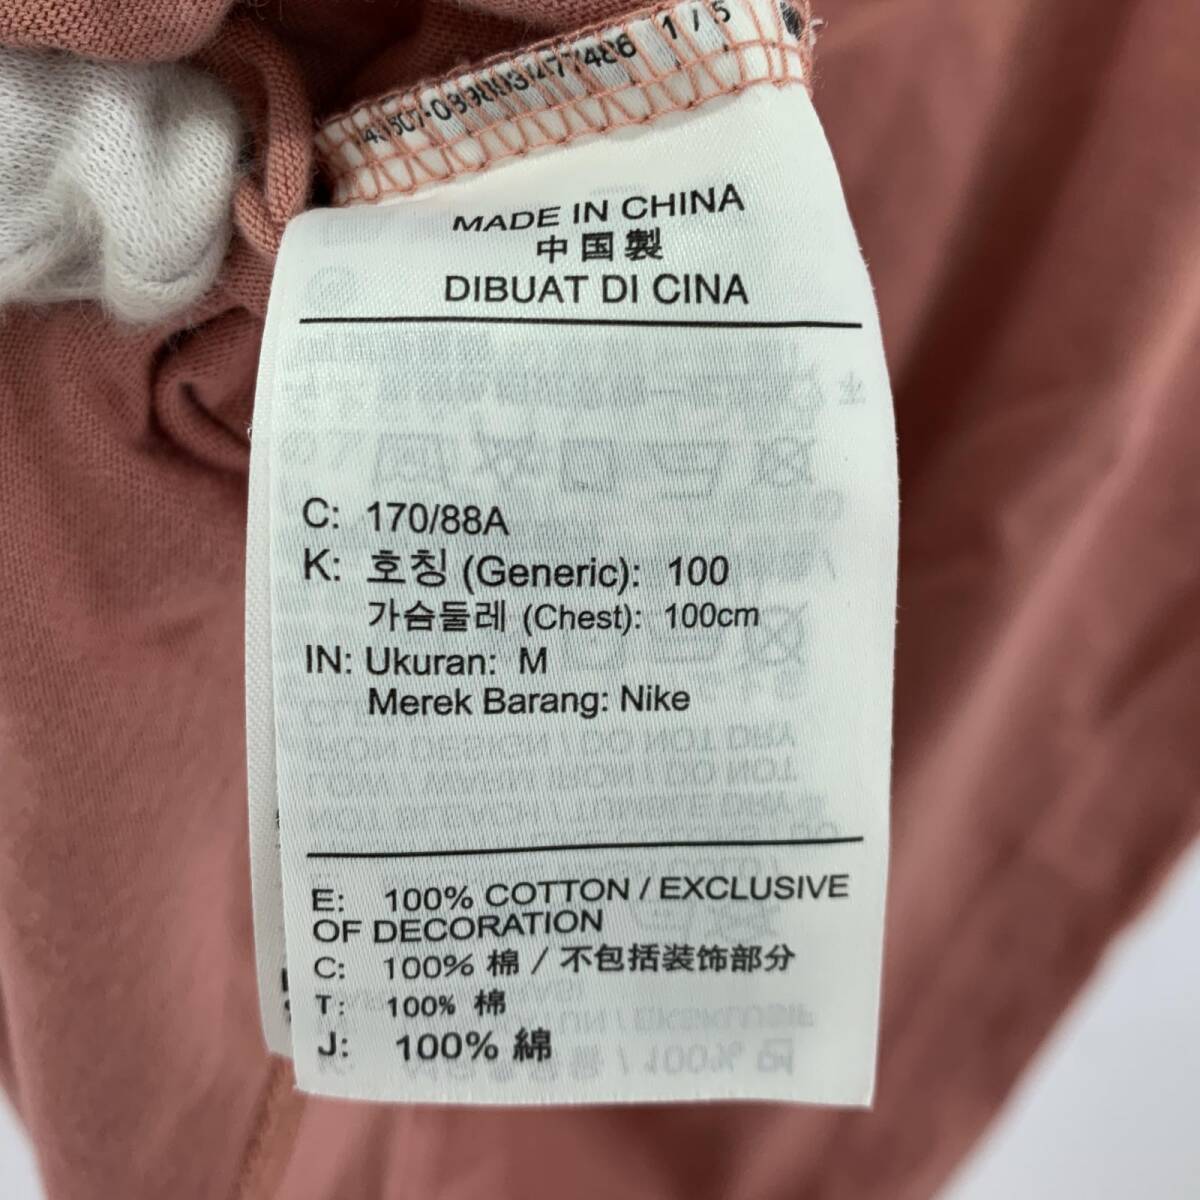 1 / 5
MADE IN CHINA
中国製
DIBUAT DI CINA
C: 170/88A
K: 호칭 (Generic): 100
가슴둘레 (Chest): 100cm
IN: Ukuran: M
Merek Barang: Nike
E: 100% COTTON / EXCLUSIVE
OF DECORATION
C: 100% 棉 / 不包括装饰部分
T: 100% 棉
J: 100% 綿